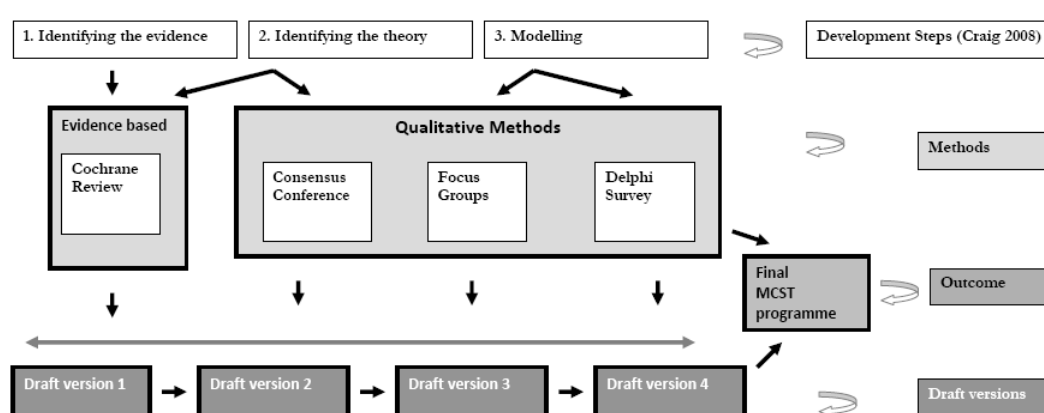 1. Identifying the evidence
2. Identifying the theory
3. Modelling
Development Steps (Craig 2008)
Evidence based
Cochrane
Review
Qualitative Methods
Consensus
Conference
Focus
Groups
Delphi
Survey
Methods
Final
MCST
programme
Outcome
Draft version 1
Draft version 2
Draft version 3
Draft version 4
Draft versions